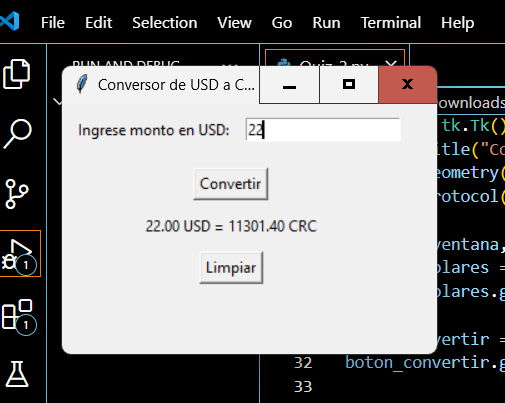 File Edit Selection View Go Run Terminal Help
RUN AND DEBUG
Quiz 2.py
Conversor de USD a C...
Downloads
Ingrese monto en USD: 22
tk.Tk()
itle("Co
eometry(
rotocol(
Convertir
22.00 USD = 11301.40 CRC
ventana,
olares =
olares.g
Limpiar
1
1
vertir =
32 boton_convertir.g
33